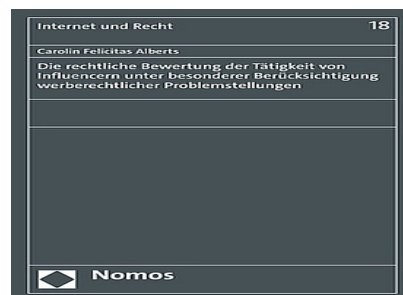 Internet und Recht 18
Carolin Felicitas Alberts
Die rechtliche Bewertung der Tätigkeit von
Influencern unter besonderer Berücksichtigung
werberechtlicher Problemstellungen
Nomos